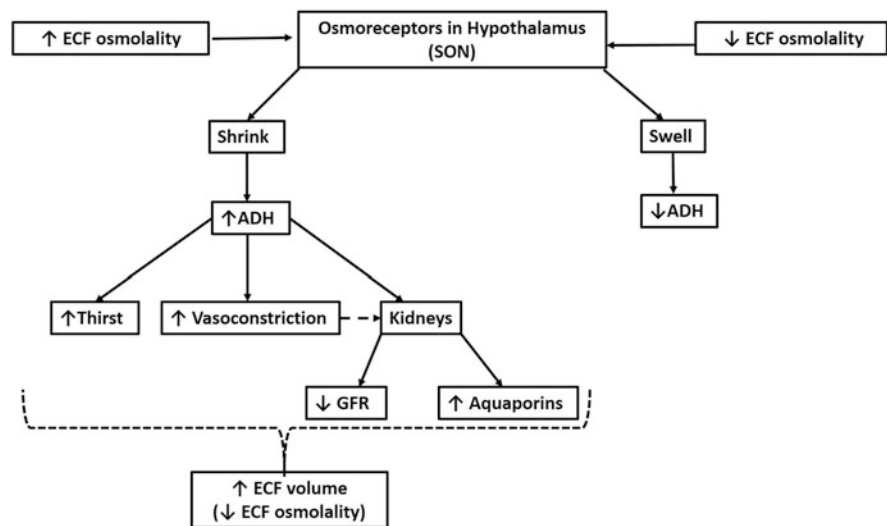 ↑ ECF osmolality
Osmoreceptors in Hypothalamus
(SON)
↓ ECF osmolality
Shrink
Swell
↑ADH
↓ADH
↑Thirst
↑ Vasoconstriction
Kidneys
↓ GFR
↑ Aquaporins
↑ ECF volume
(↓ ECF osmolality)